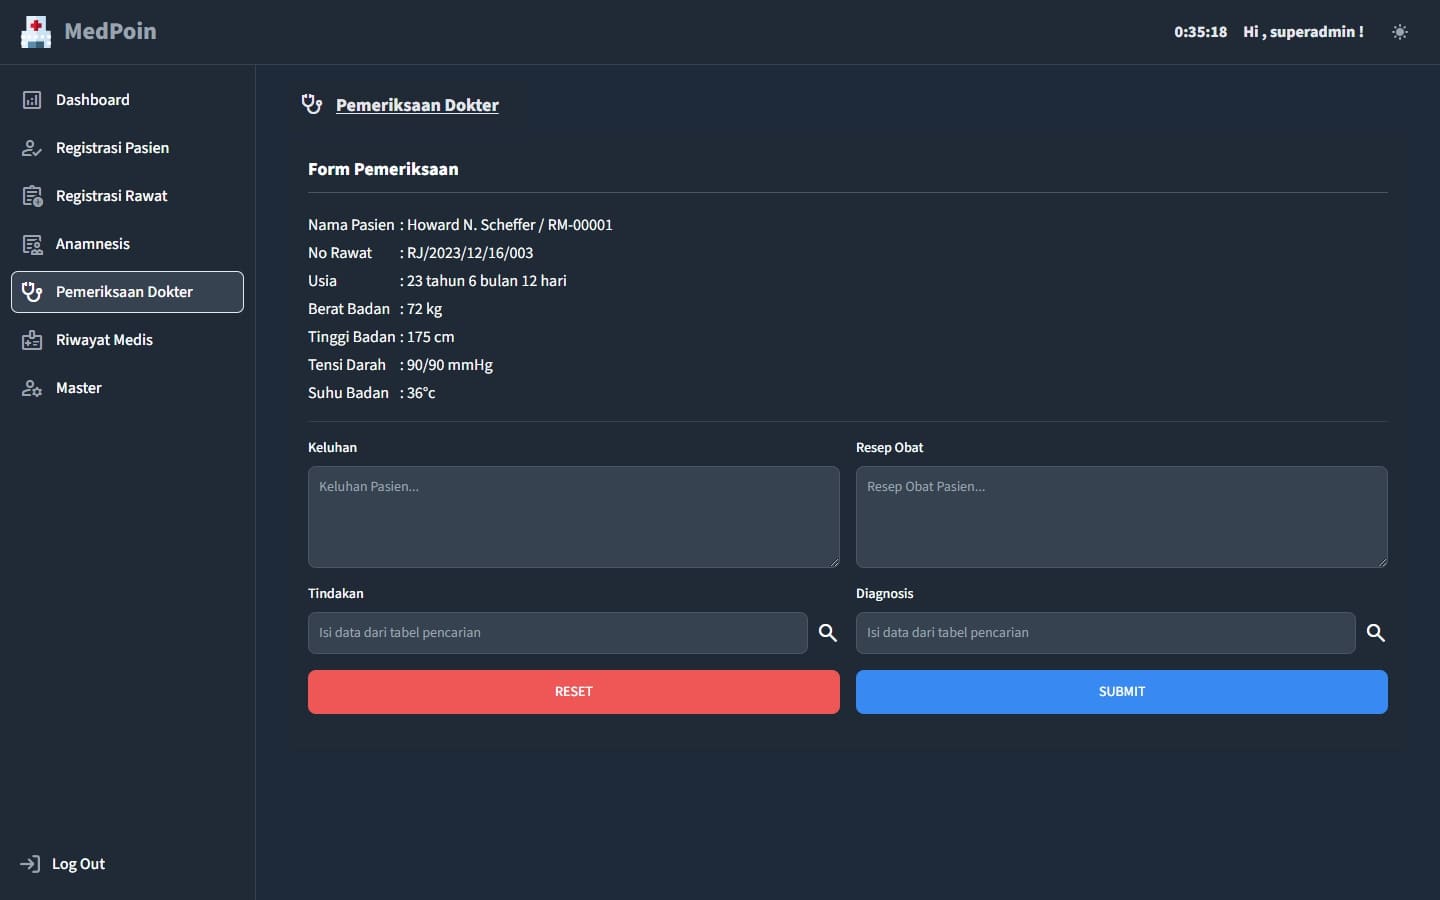 MedPoin
0:35:18 Hi , superadmin !
Dashboard
Registrasi Pasien
Registrasi Rawat
Anamnesis
Pemeriksaan Dokter
Riwayat Medis
Master
Log Out
Pemeriksaan Dokter
Form Pemeriksaan
Nama Pasien : Howard N. Scheffer / RM-00001
No Rawat : RJ/2023/12/16/003
Usia : 23 tahun 6 bulan 12 hari
Berat Badan : 72 kg
Tinggi Badan : 175 cm
Tensi Darah : 90/90 mmHg
Suhu Badan : 36°c
Keluhan
Keluhan Pasien...
Resep Obat
Resep Obat Pasien...
Tindakan
Isi data dari tabel pencarian
Diagnosis
Isi data dari tabel pencarian
RESET
SUBMIT